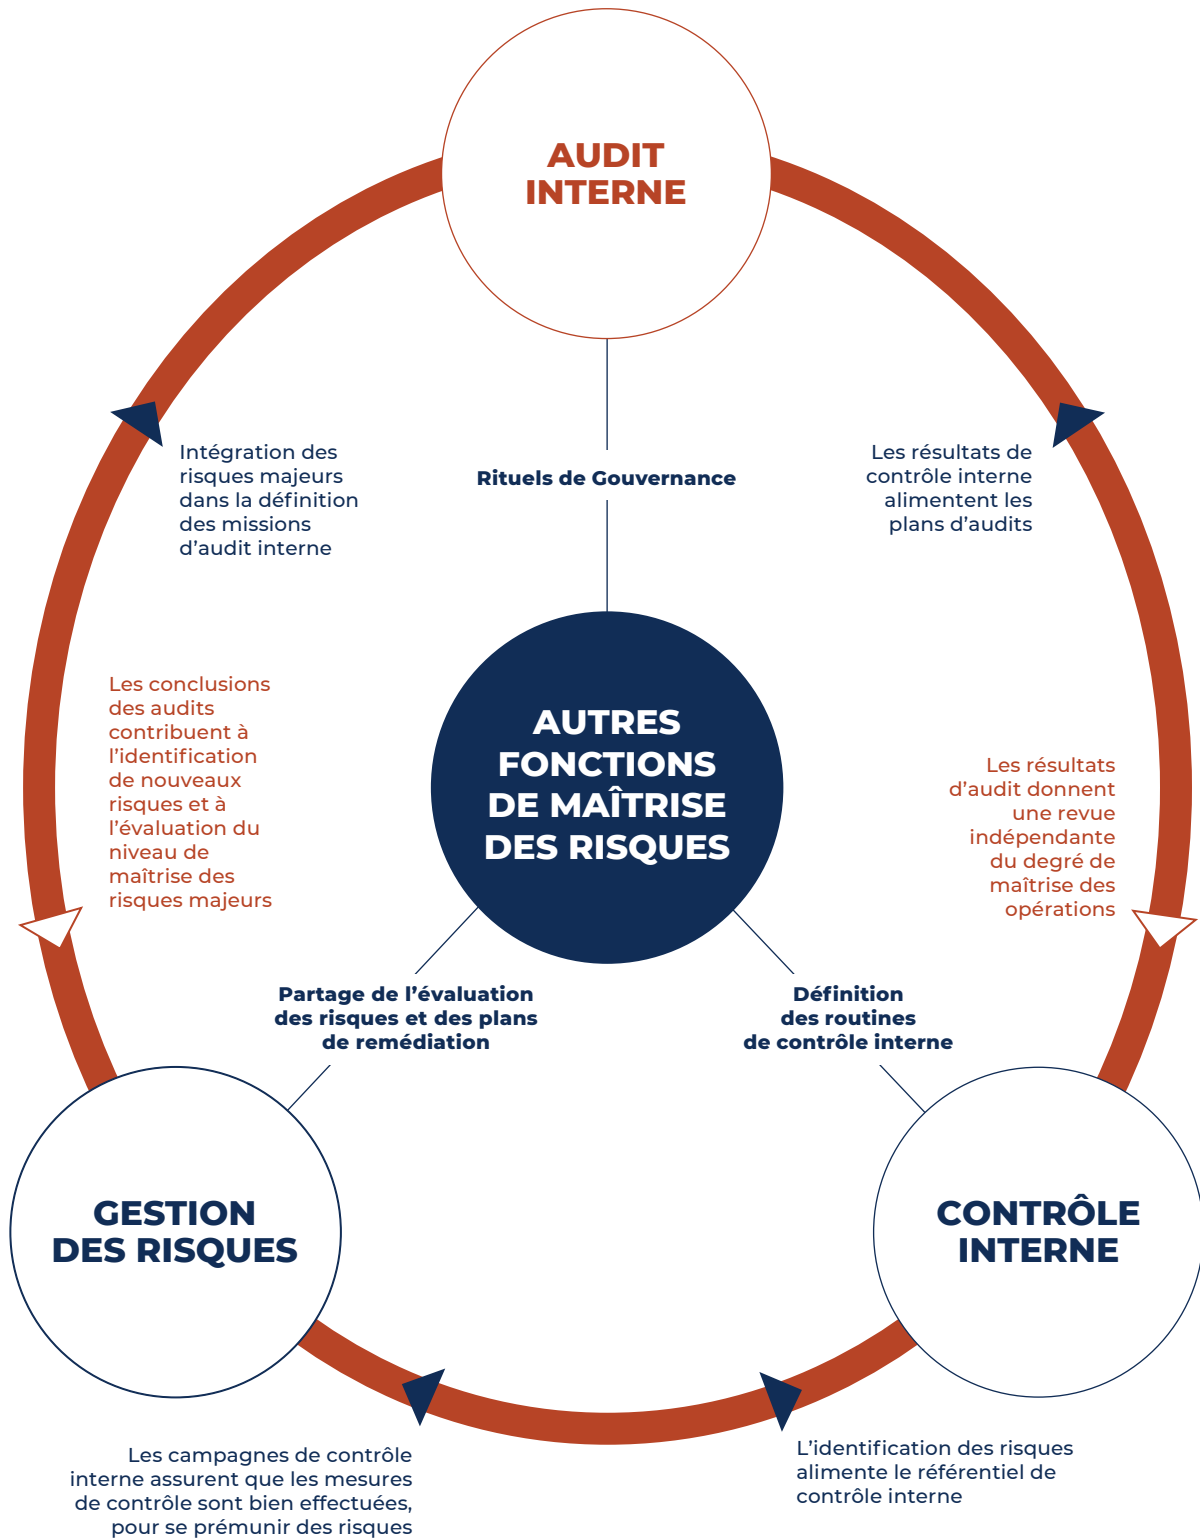 AUDIT
INTERNE
Intégration des
risques majeurs
dans la définition
des missions
d’audit interne
Rituels de Gouvernance
Les résultats de
contrôle interne
alimentent les
plans d’audits
Les conclusions
des audits
contribuent à
l’identification
de nouveaux
risques et à
l’évaluation du
niveau de
maîtrise des
risques majeurs
AUTRES
FONCTIONS
DE MAÎTRISE
DES RISQUES
Les résultats
d’audit donnent
une revue
indépendante
du degré de
maîtrise des
opérations
Partage de l’évaluation
des risques et des plans
de remédiation
Définition
des routines
de contrôle interne
GESTION
DES RISQUES
CONTRÔLE
INTERNE
Les campagnes de contrôle
interne assurent que les mesures
de contrôle sont bien effectuées,
pour se prémunir des risques
L’identification des risques
alimente le référentiel de
contrôle interne